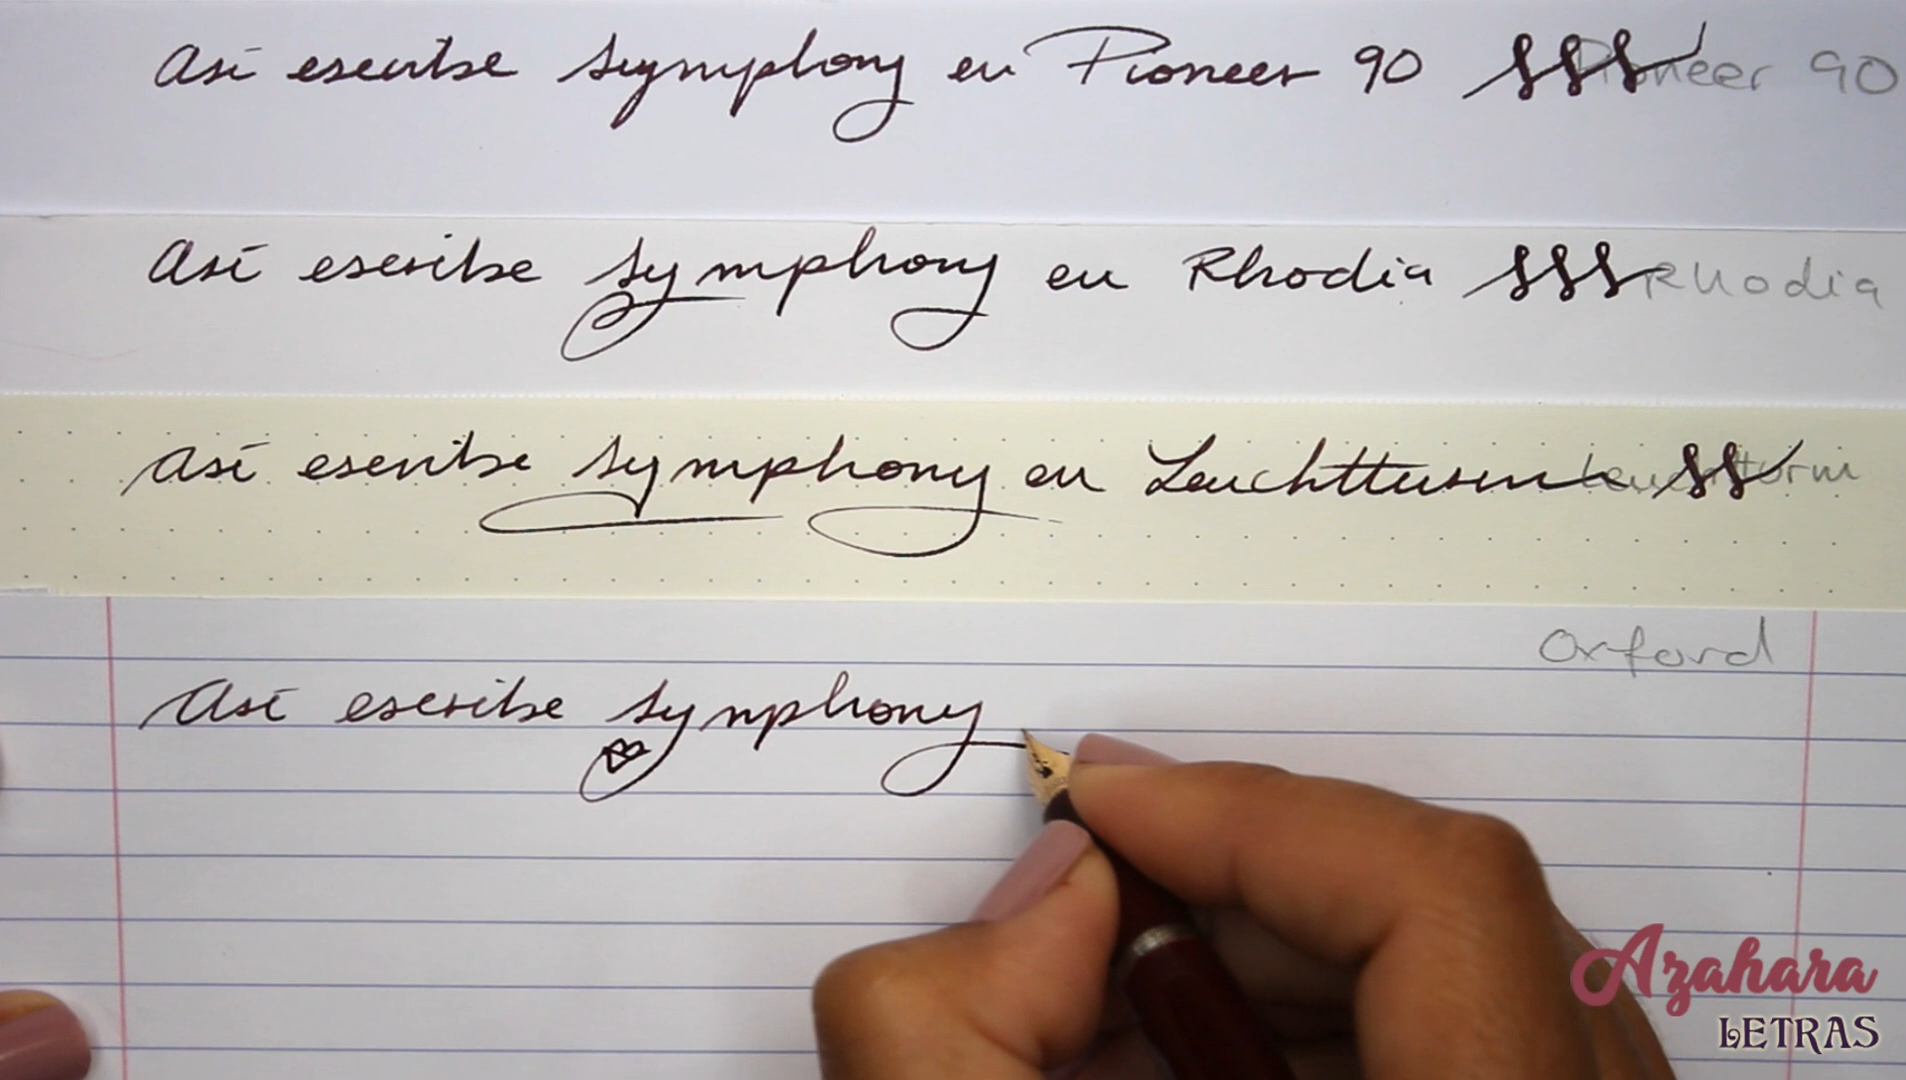 Así escribe Symphony en Pioneer 90 SSS Pioneer 90
Así escribe Symphony en Rhodia SSS Rhodia
Así escribe Symphony en Leuchtturm SS Leuchtturm
Oxford
Así escribe Symphony
Azahara
LETRAS